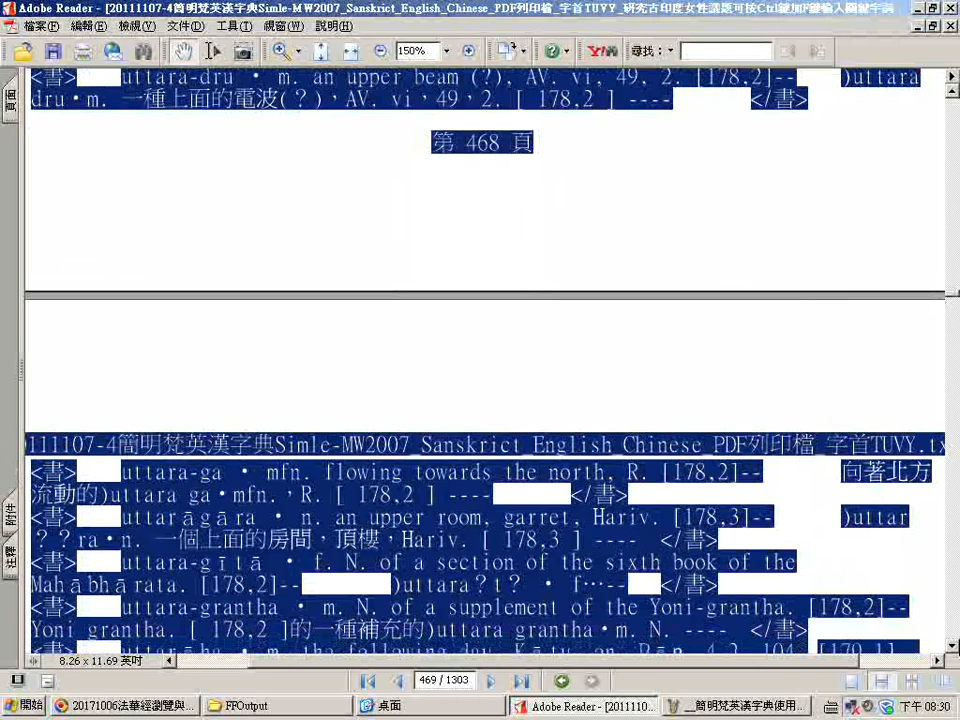 Adobe Reader - [20111107-4簡明梵英漢字典Simle-MW2007_Sanskrict_English_Chinese_PDF列印檔_字首TUVY_研究古印度女性議題可按Ctrl鍵加F鍵輸入關鍵字詞
檔案(F) 編輯(E) 檢視(V) 文件(D) 工具(T) 視窗(W) 說明(H)
150% Y! 尋找:
頁面
<書> uttara-dru • m. an upper beam (?), AV. vi, 49, 2. [178,2]-- )uttara
dru•m. 一種上面的電波(？)，AV. vi，49，2. [ 178,2 ] ---- </書>
第 468 頁
111107-4簡明梵英漢字典Simle-MW2007_Sanskrict_English_Chinese_PDF列印檔_字首TUVY.tx
<書> uttara-ga • mfn. flowing towards the north, R. [178,2]-- 向著北方
流動的)uttara ga•mfn.，R. [ 178,2 ] ---- </書>
<書> uttarāgāra • n. an upper room, garret, Hariv. [178,3]-- )uttar
？？ra•n. 一個上面的房間，頂樓，Hariv. [ 178,3 ] ---- </書>
<書> uttara-gītā • f. N. of a section of the sixth book of the
Mahābhārata. [178,2]-- )uttara？t？ • f…-- </書>
<書> uttara-grantha • m. N. of a supplement of the Yoni-grantha. [178,2]--
Yoni grantha. [ 178,2 ]的一種補充的)uttara grantha•m. N. ---- </書>
附件
注釋
8.26 x 11.69 英吋
469 / 1303
開始 20171006法華經瀏覽與... FFOutput 桌面 Adobe Reader - [2011110... __簡明梵英字典使用... 下午 08:30